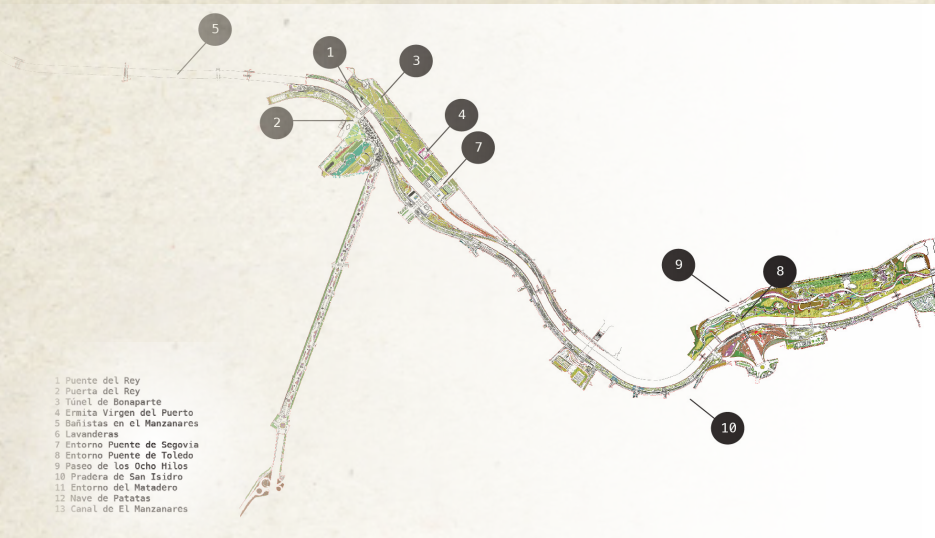 5
1
3
2
4
7
9
8
10
1 Puente del Rey
2 Puerta del Rey
3 Túnel de Bonaparte
4 Ermita Virgen del Puerto
5 Bañistas en el Manzanares
6 Lavanderas
7 Entorno Puente de Segovia
8 Entorno Puente de Toledo
9 Paseo de los Ocho Hilos
10 Pradera de San Isidro
11 Entorno del Matadero
12 Nave de Patatas
13 Canal de El Manzanares